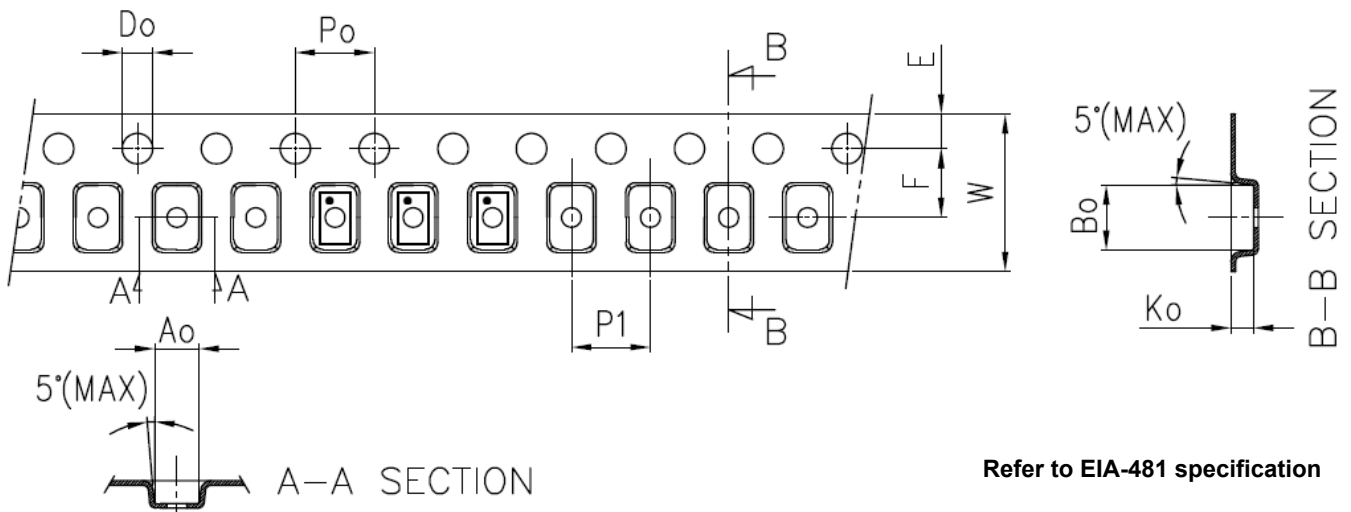 Do
Po
B
E
5°(MAX)
F
W
Bo
B-B SECTION
A
A
Ko
P1
B
Ao
5°(MAX)
A-A SECTION
Refer to EIA-481 specification